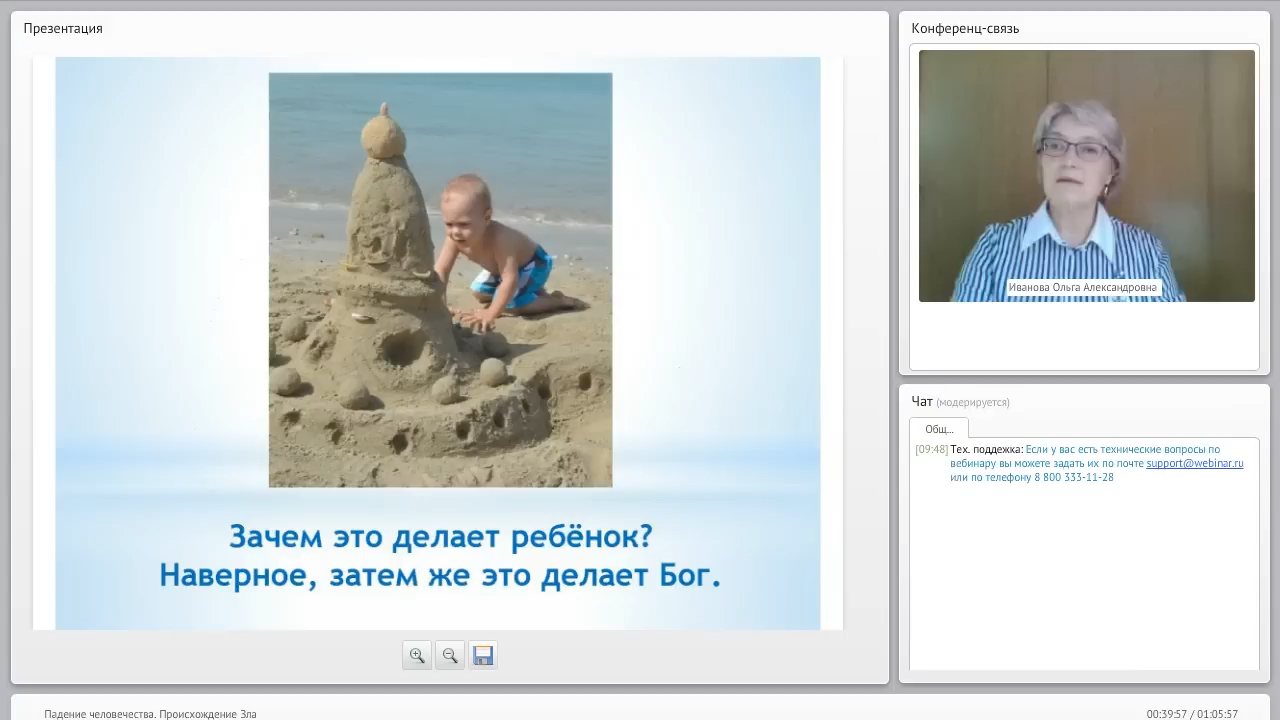 Презентация
Зачем это делает ребёнок?
Наверное, затем же это делает Бог.
Конференц-связь
Иванова Ольга Александровна
Чат (модерируется)
Общ...
[09:48] Тех. поддежка: Если у вас есть технические вопросы по
вебинару вы можете задать их по почте support@webinar.ru
или по телефону 8 800 333-11-28
Падение человечества. Происхождение Зла
00:39:57 / 01:05:57